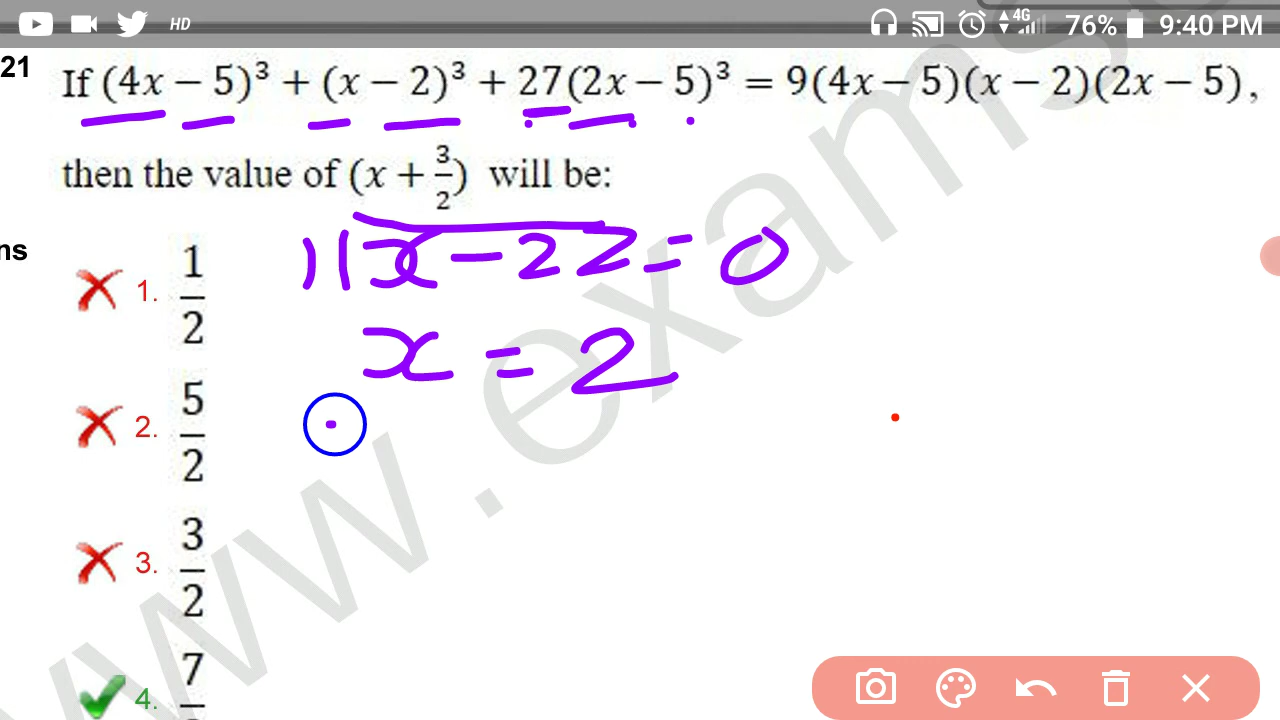 HD 4G 76% 9:40 PM
21 If (4x − 5)³ + (x − 2)³ + 27(2x − 5)³ = 9(4x − 5)(x − 2)(2x − 5),
then the value of (x + 3/2) will be:
11x − 22 = 0
ns
1. 1/2
x = 2
2. 5/2
3. 3/2
4. 7
www.exams